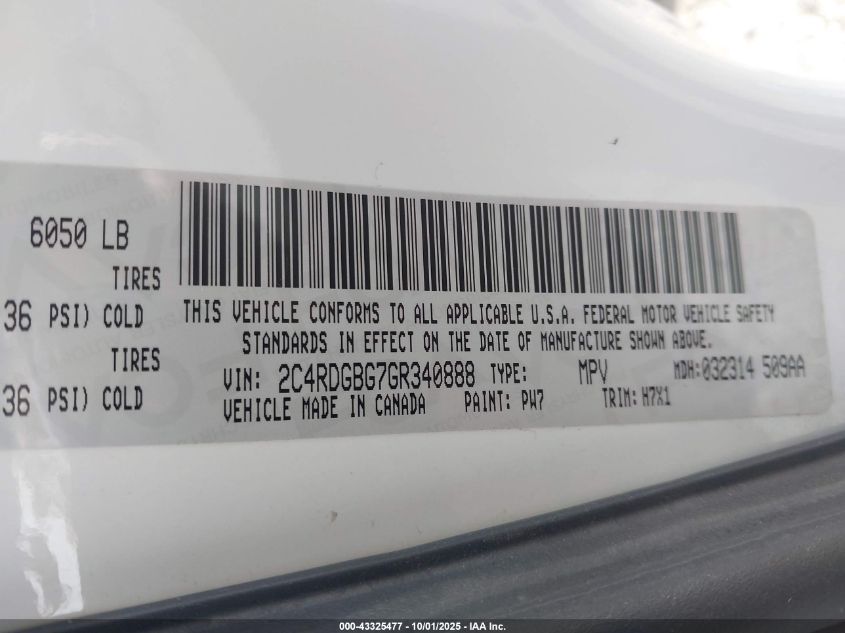 6050 LB
TIRES
36 PSI) COLD
TIRES
36 PSI) COLD
THIS VEHICLE CONFORMS TO ALL APPLICABLE U.S.A. FEDERAL MOTOR VEHICLE SAFETY
STANDARDS IN EFFECT ON THE DATE OF MANUFACTURE SHOWN ABOVE.
VIN: 2C4RDGBG7GR340888 TYPE: MPV MDH:032314 509AA
VEHICLE MADE IN CANADA PAINT: PW7 TRIM: H7X1
000-43325477 - 10/01/2025 - IAA Inc.